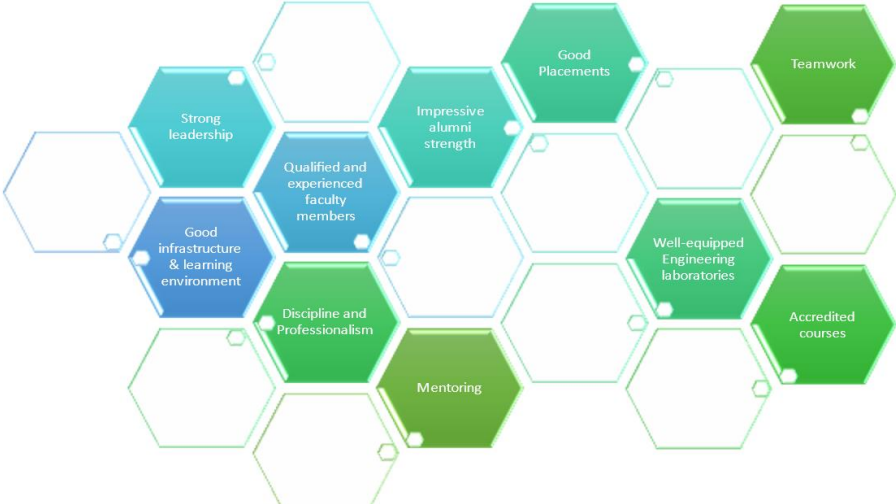 Good
Placements
Teamwork
Strong
leadership
Impressive
alumni
strength
Qualified and
experienced
faculty
members
Good
infrastructure
& learning
environment
Well-equipped
Engineering
laboratories
Discipline and
Professionalism
Accredited
courses
Mentoring